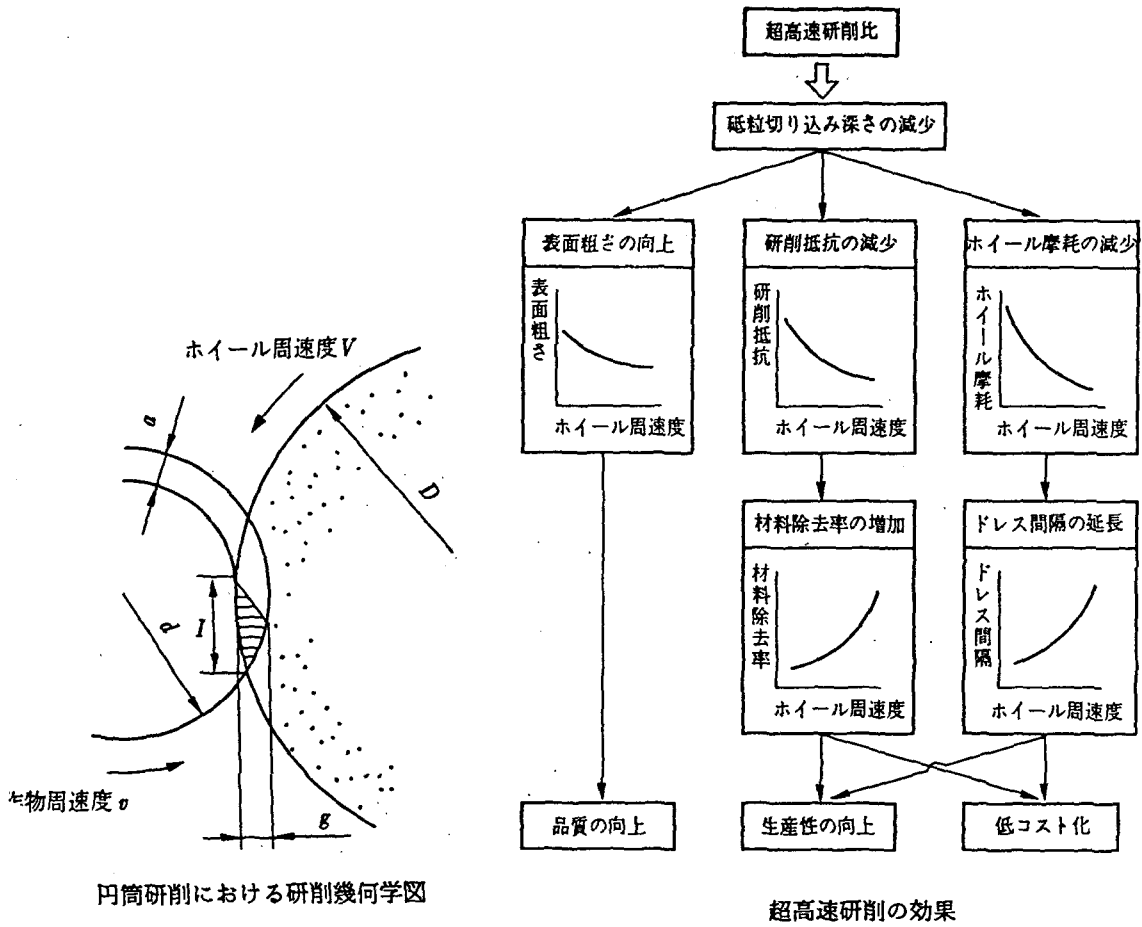 ホイール周速度V
a
D
d
I
物周速度 v
g
円筒研削における研削幾何学図
超高速研削比
砥粒切り込み深さの減少
表面粗さの向上
表面粗さ
ホイール周速度
研削抵抗の減少
研削抵抗
ホイール周速度
ホイール摩耗の減少
ホイール摩耗
ホイール周速度
材料除去率の増加
材料除去率
ホイール周速度
ドレス間隔の延長
ドレス間隔
ホイール周速度
品質の向上
生産性の向上
低コスト化
超高速研削の効果